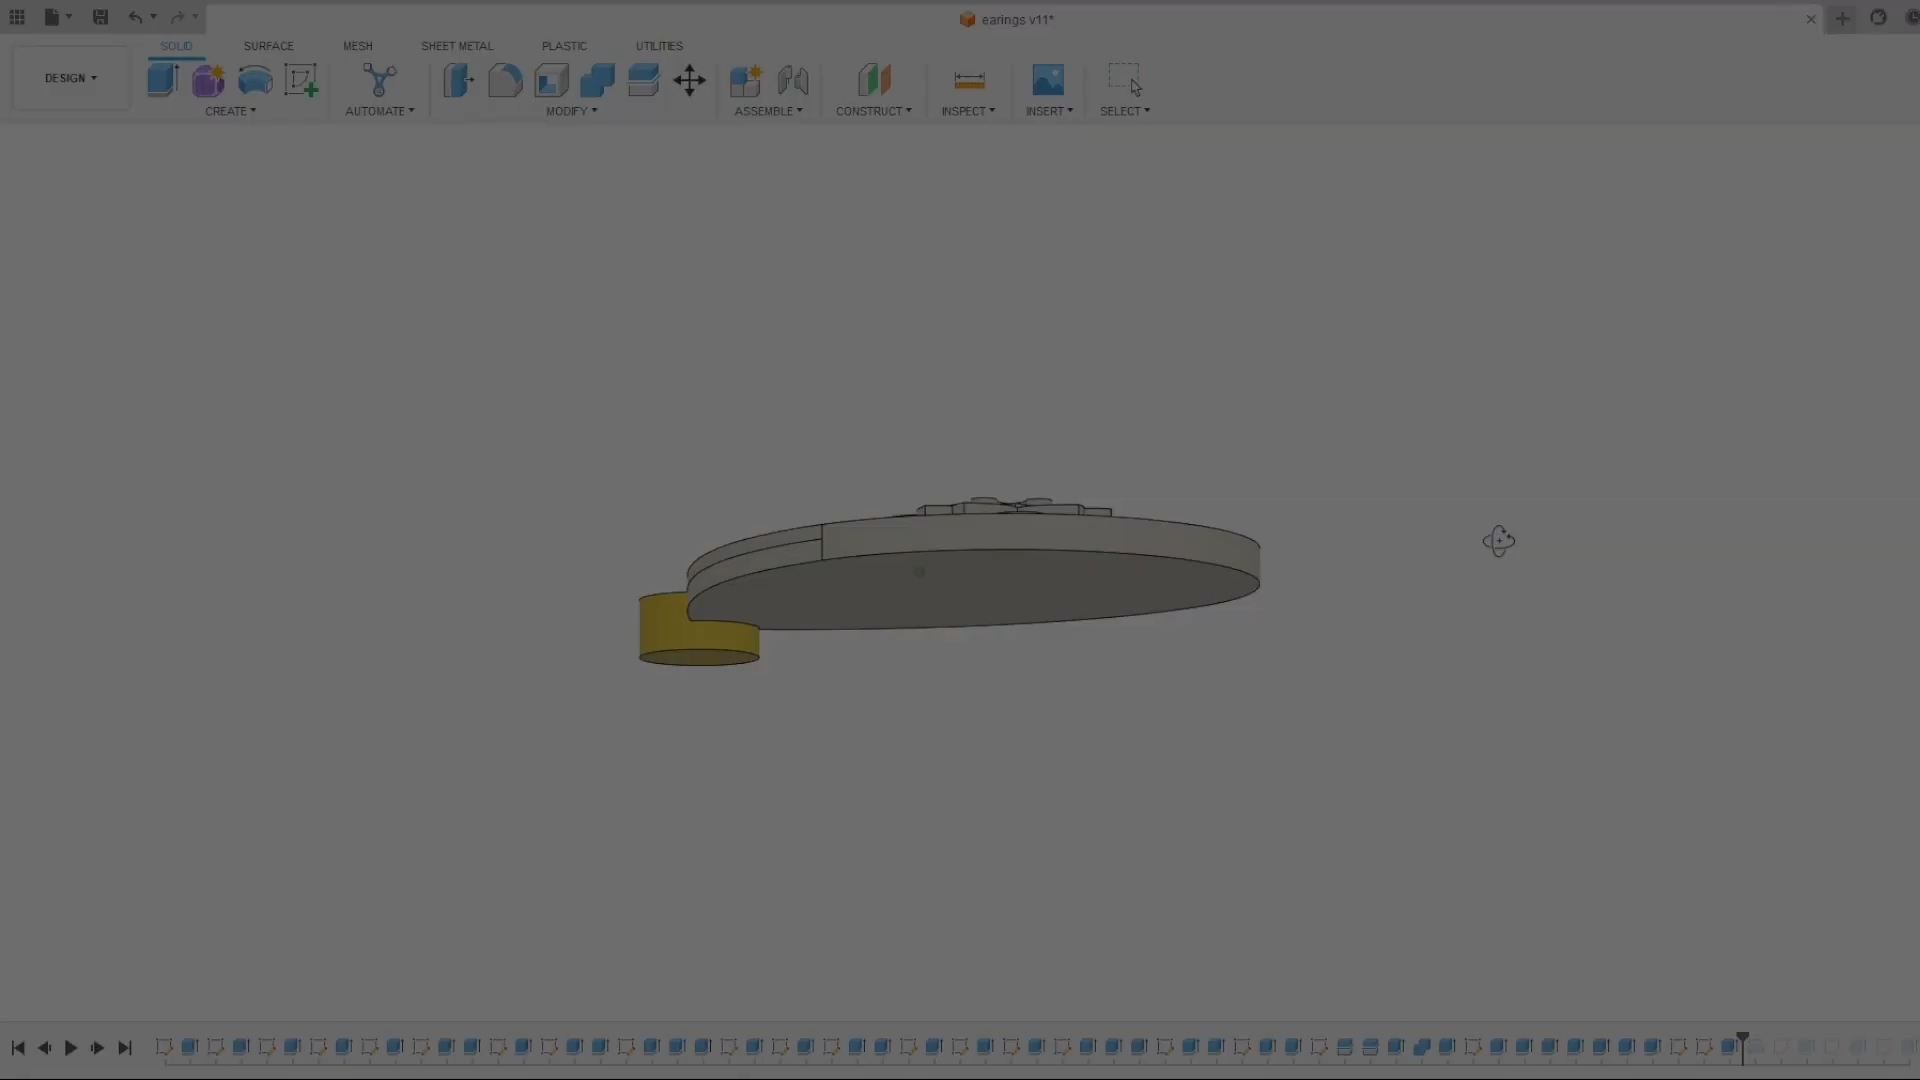 earings v11*
SOLID SURFACE MESH SHEET METAL PLASTIC UTILITIES
DESIGN
CREATE AUTOMATE MODIFY ASSEMBLE CONSTRUCT INSPECT INSERT SELECT